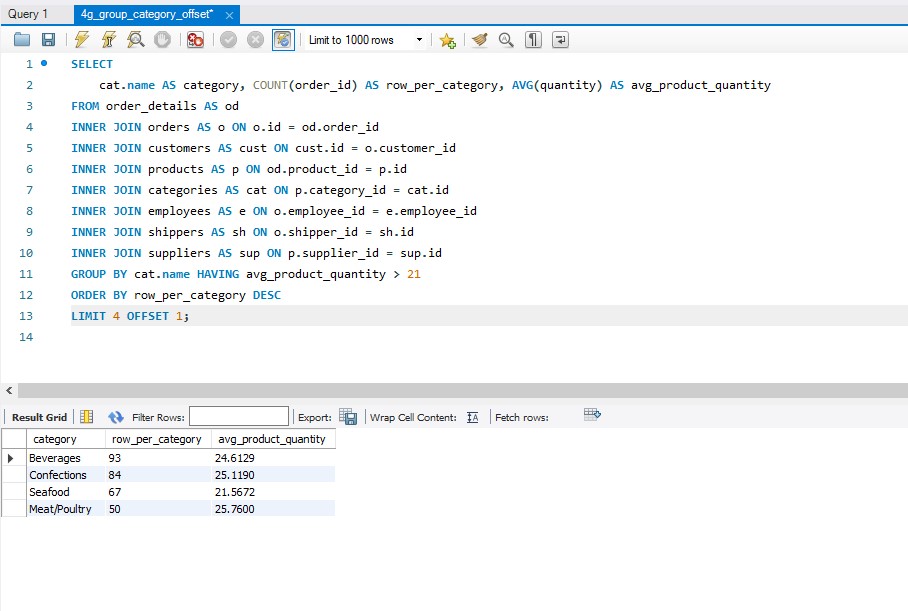 Query 1 4g_group_category_offset* ×
Limit to 1000 rows
1 SELECT
2 cat.name AS category, COUNT(order_id) AS row_per_category, AVG(quantity) AS avg_product_quantity
3 FROM order_details AS od
4 INNER JOIN orders AS o ON o.id = od.order_id
5 INNER JOIN customers AS cust ON cust.id = o.customer_id
6 INNER JOIN products AS p ON od.product_id = p.id
7 INNER JOIN categories AS cat ON p.category_id = cat.id
8 INNER JOIN employees AS e ON o.employee_id = e.employee_id
9 INNER JOIN shippers AS sh ON o.shipper_id = sh.id
10 INNER JOIN suppliers AS sup ON p.supplier_id = sup.id
11 GROUP BY cat.name HAVING avg_product_quantity > 21
12 ORDER BY row_per_category DESC
13 LIMIT 4 OFFSET 1;
14
Result Grid Filter Rows: Export: Wrap Cell Content: Fetch rows:
category row_per_category avg_product_quantity
Beverages 93 24.6129
Confections 84 25.1190
Seafood 67 21.5672
Meat/Poultry 50 25.7600